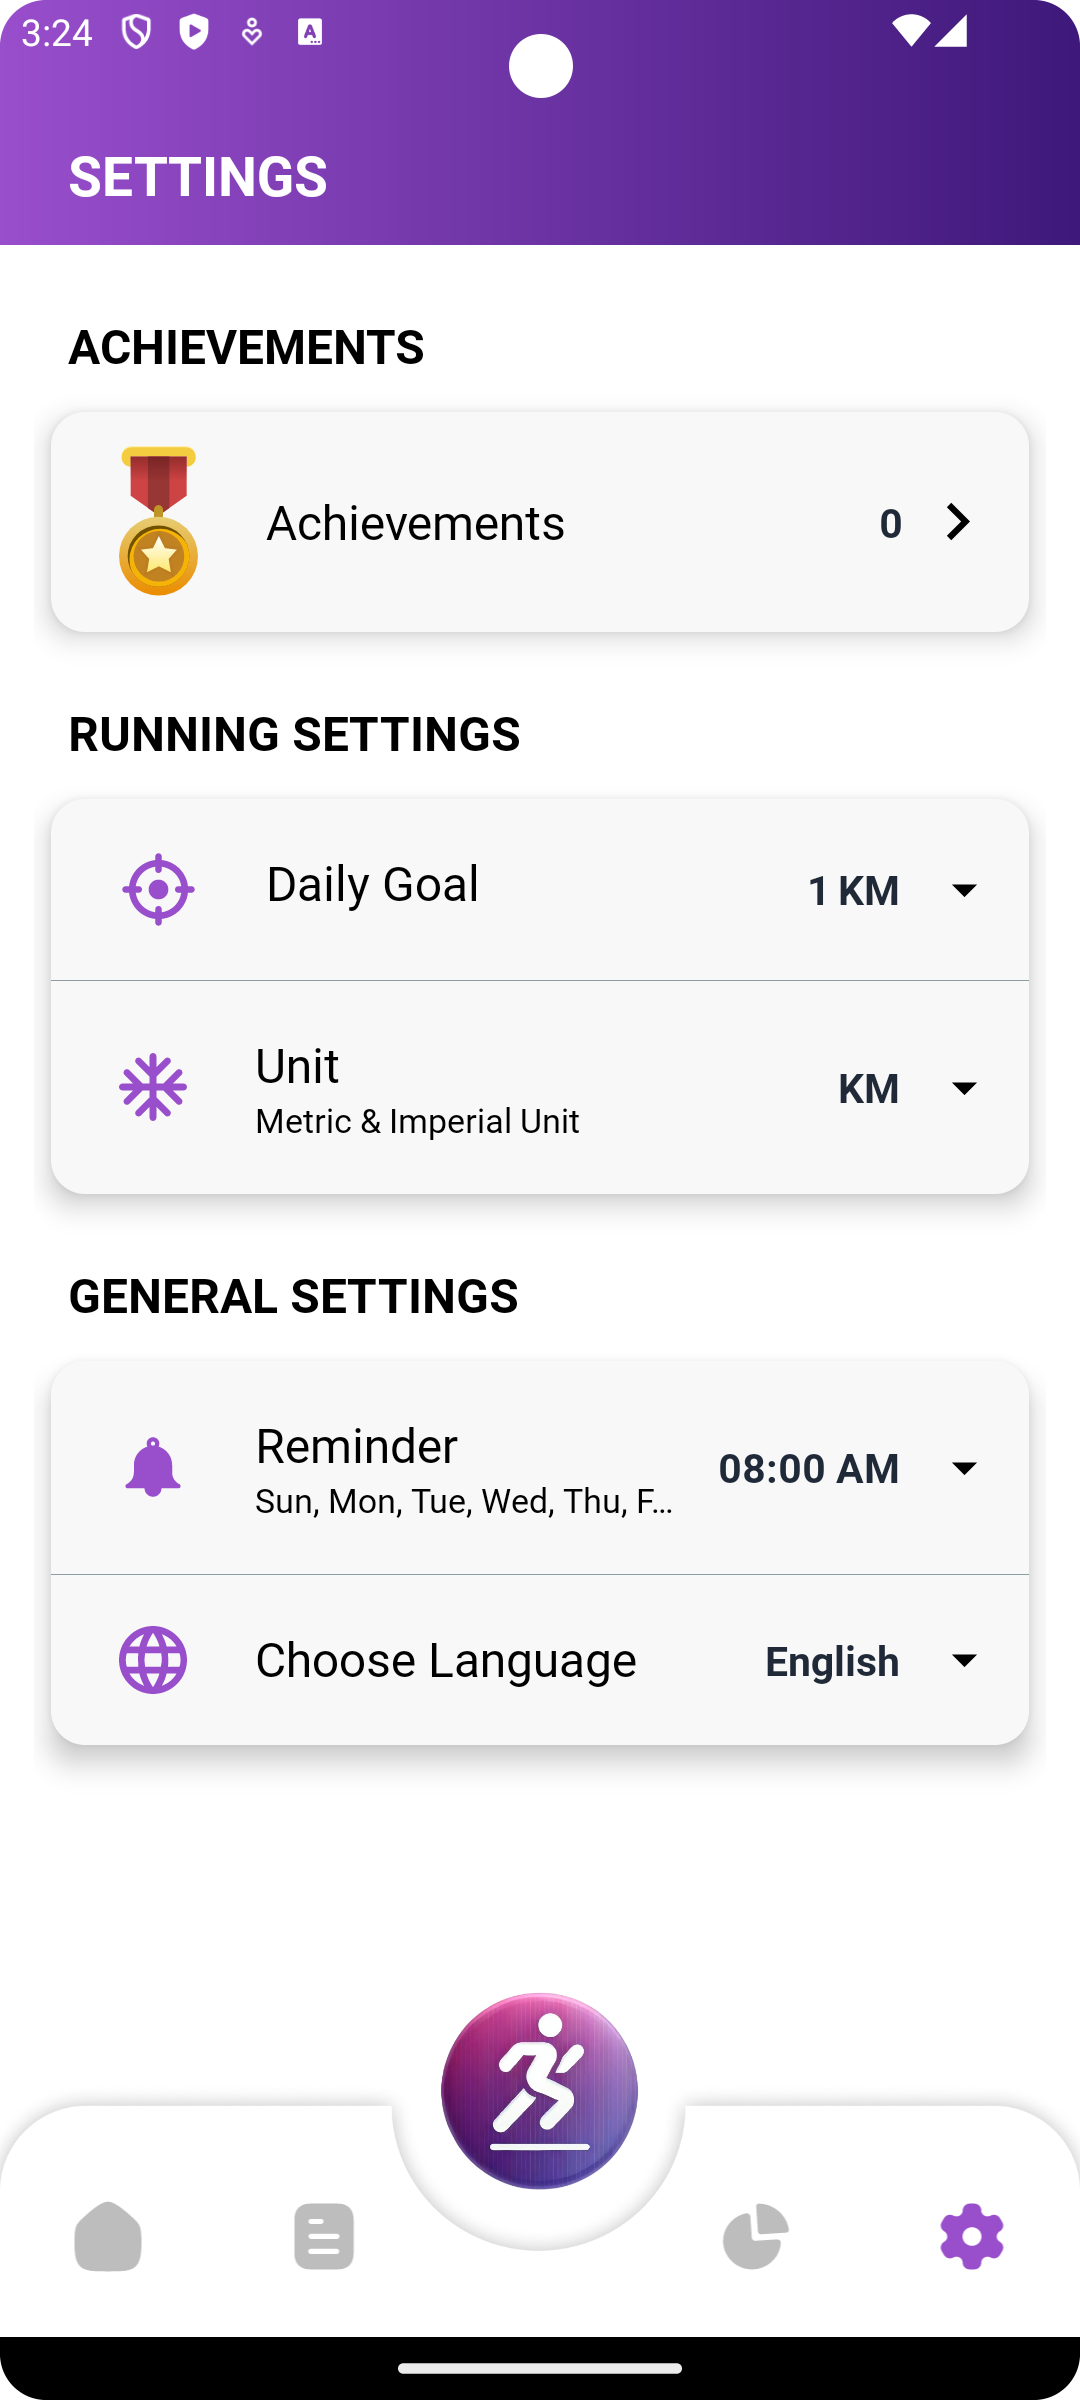 3:24
SETTINGS
ACHIEVEMENTS
Achievements 0
RUNNING SETTINGS
Daily Goal 1 KM
Unit
Metric & Imperial Unit
KM
GENERAL SETTINGS
Reminder
Sun, Mon, Tue, Wed, Thu, F...
08:00 AM
Choose Language English